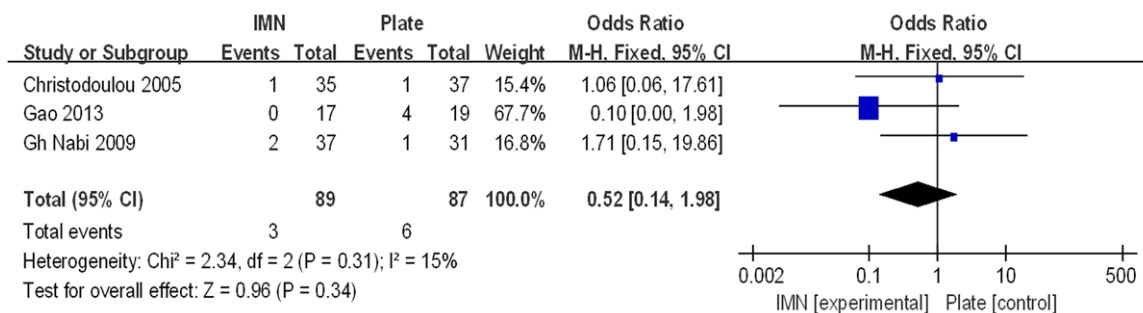 IMN Plate Odds Ratio Odds Ratio
Study or Subgroup Events Total Events Total Weight M-H, Fixed, 95% CI M-H, Fixed, 95% CI
Christodoulou 2005 1 35 1 37 15.4% 1.06 [0.06, 17.61]
Gao 2013 0 17 4 19 67.7% 0.10 [0.00, 1.98]
Gh Nabi 2009 2 37 1 31 16.8% 1.71 [0.15, 19.86]
Total (95% CI) 89 87 100.0% 0.52 [0.14, 1.98]
Total events 3 6
Heterogeneity: Chi² = 2.34, df = 2 (P = 0.31); I² = 15%
Test for overall effect: Z = 0.96 (P = 0.34)
0.002 0.1 1 10 500
IMN [experimental] Plate [control]